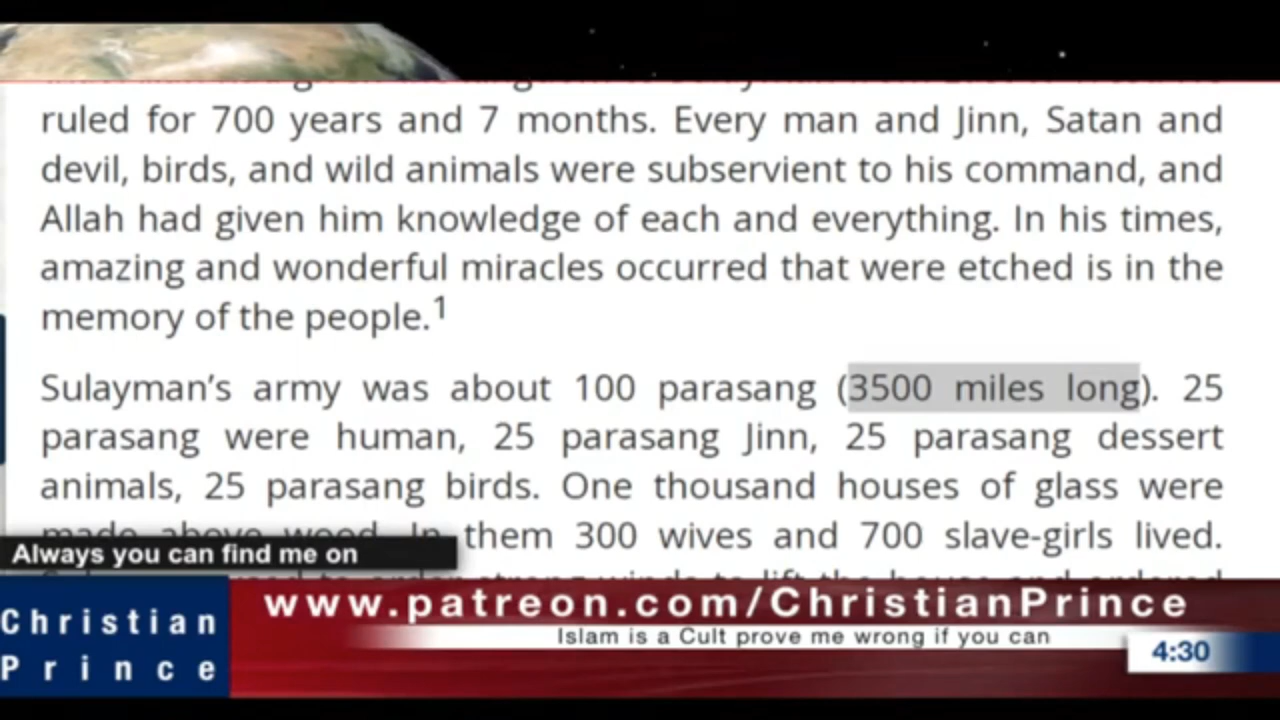 ruled for 700 years and 7 months. Every man and Jinn, Satan and
devil, birds, and wild animals were subservient to his command, and
Allah had given him knowledge of each and everything. In his times,
amazing and wonderful miracles occurred that were etched is in the
memory of the people.1
Sulayman's army was about 100 parasang (3500 miles long). 25
parasang were human, 25 parasang Jinn, 25 parasang dessert
animals, 25 parasang birds. One thousand houses of glass were
made above wood. In them 300 wives and 700 slave-girls lived.
Always you can find me on
www.patreon.com/ChristianPrince
Islam is a Cult prove me wrong if you can
Christian
Prince
4:30